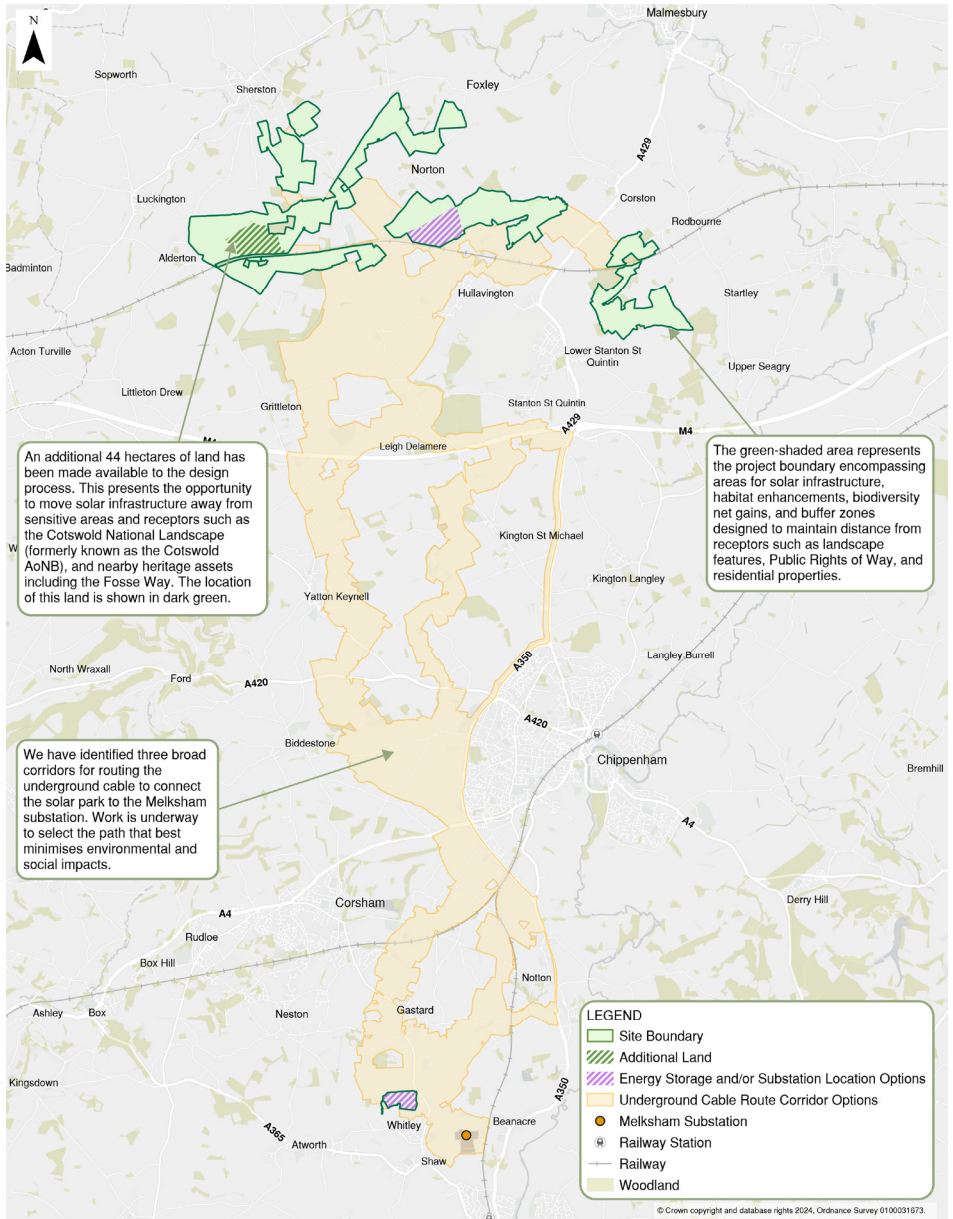 N
Malmesbury
Sopworth
Foxley
Sherston
A429
Norton
Luckington
Corston
Rodbourne
Alderton
Badminton
Hullavington
Startley
Acton Turville
Lower Stanton St
Quintin
Upper Seagry
Littleton Drew
Grittleton
Stanton St Quintin
A429
M4
M4
Leigh Delamere
An additional 44 hectares of land has
been made available to the design
process. This presents the opportunity
to move solar infrastructure away from
sensitive areas and receptors such as
the Cotswold National Landscape
(formerly known as the Cotswold
AoNB), and nearby heritage assets
including the Fosse Way. The location
of this land is shown in dark green.
The green-shaded area represents
the project boundary encompassing
areas for solar infrastructure,
habitat enhancements, biodiversity
net gains, and buffer zones
designed to maintain distance from
receptors such as landscape
features, Public Rights of Way, and
residential properties.
W
Kington St Michael
Kington Langley
Yatton Keynell
North Wraxall
Ford
A420
A350
Langley Burrell
A420
Biddestone
Chippenham
Bremhill
We have identified three broad
corridors for routing the
underground cable to connect
the solar park to the Melksham
substation. Work is underway
to select the path that best
minimises environmental and
social impacts.
A4
Derry Hill
Corsham
A4
Rudloe
Box Hill
Notton
Ashley
Box
Neston
Gastard
Kingsdown
A350
Whitley
Beanacre
A365
Atworth
Shaw
LEGEND
Site Boundary
Additional Land
Energy Storage and/or Substation Location Options
Underground Cable Route Corridor Options
Melksham Substation
Railway Station
Railway
Woodland
© Crown copyright and database rights 2024, Ordnance Survey 0100031673.